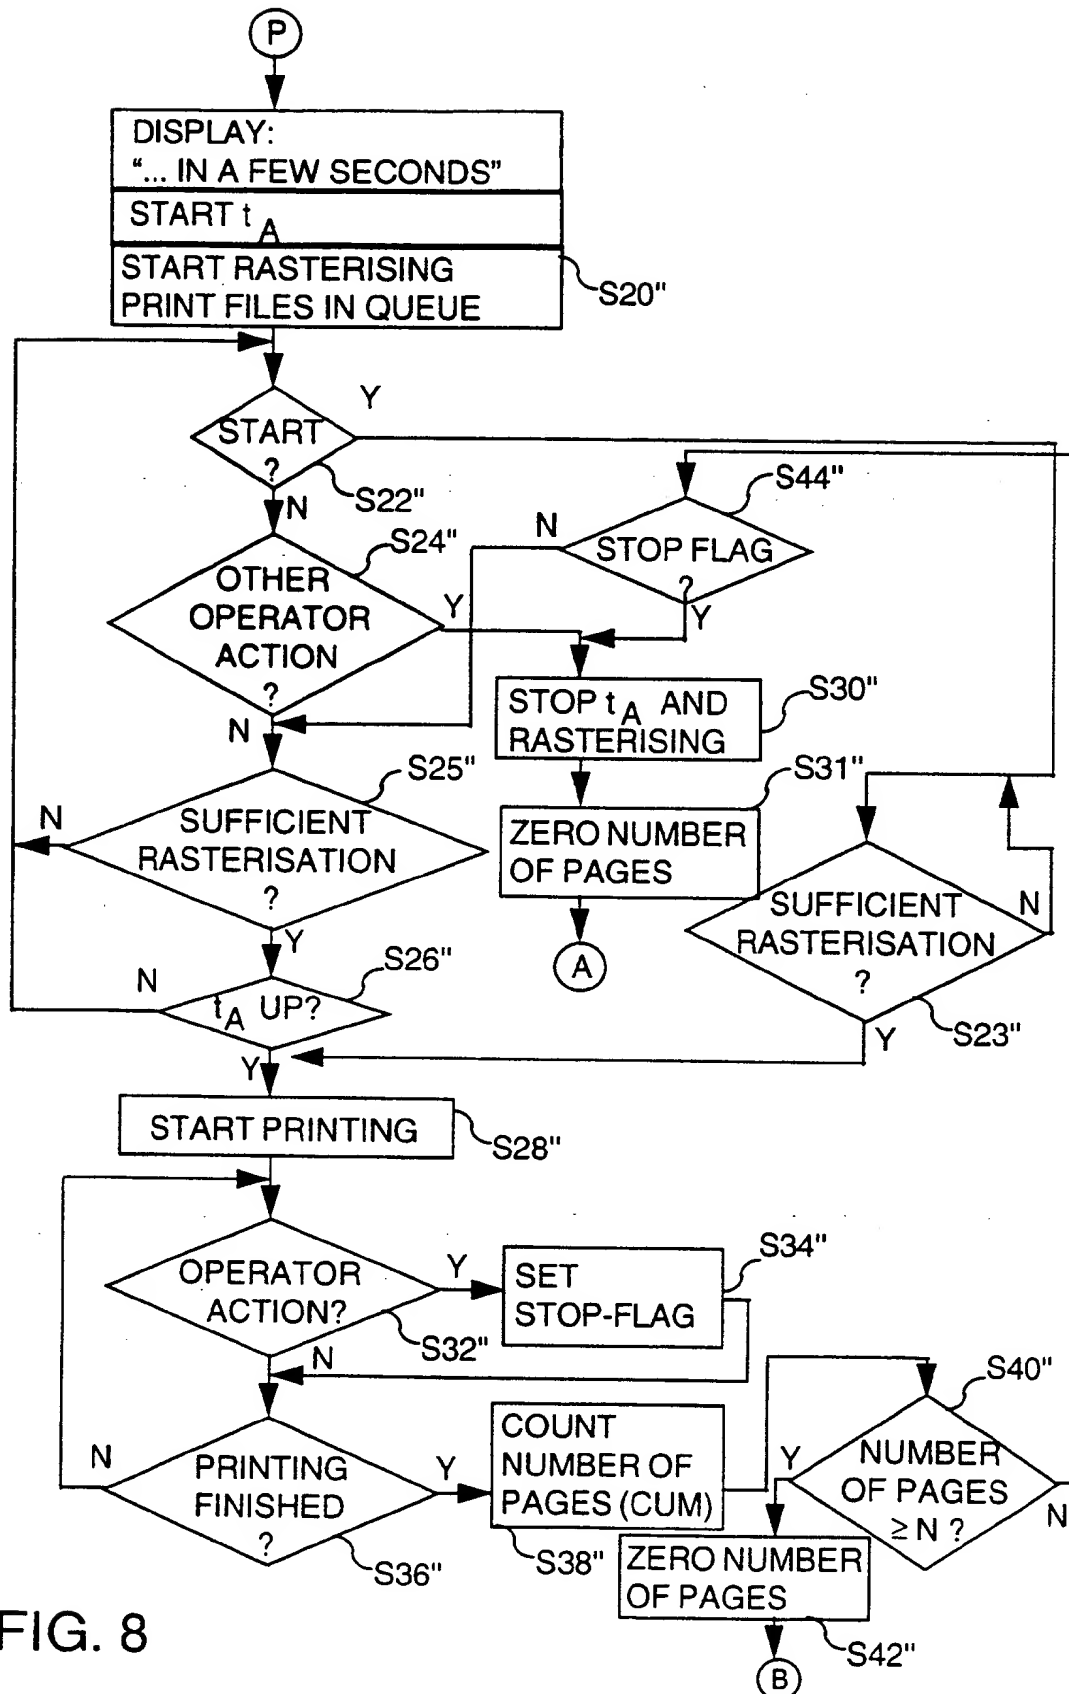 P
DISPLAY:
“... IN A FEW SECONDS”
START tA
START RASTERISING
PRINT FILES IN QUEUE
S20"
START
?
Y
S22"
N
S44"
STOP FLAG
?
N
Y
S24"
OTHER
OPERATOR
ACTION
?
Y
N
S30"
STOP tA AND
RASTERISING
S31"
ZERO NUMBER
OF PAGES
A
S25"
SUFFICIENT
RASTERISATION
?
N
Y
SUFFICIENT
RASTERISATION
?
N
S23"
Y
S26"
tA UP?
N
Y
START PRINTING
S28"
OPERATOR
ACTION?
Y
S32"
N
S34"
SET
STOP-FLAG
PRINTING
FINISHED
?
N
Y
S36"
COUNT
NUMBER OF
PAGES (CUM)
S38"
S40"
NUMBER
OF PAGES
≥ N ?
Y
N
ZERO NUMBER
OF PAGES
S42"
B
FIG. 8